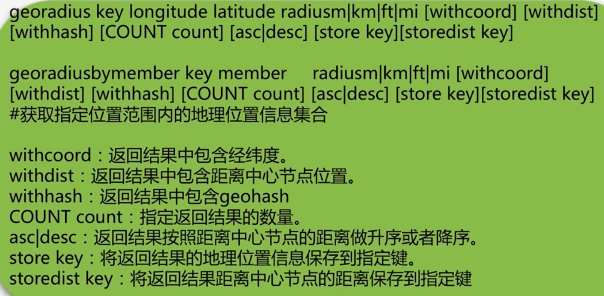 georadius key longitude latitude radiusm|km|ft|mi [withcoord] [withdist]
[withhash] [COUNT count] [asc|desc] [store key][storedist key]
georadiusbymember key member radiusm|km|ft|mi [withcoord]
[withdist] [withhash] [COUNT count] [asc|desc] [store key][storedist key]
#获取指定位置范围内的地理位置信息集合
withcoord：返回结果中包含经纬度。
withdist：返回结果中包含距离中心节点位置。
withhash：返回结果中包含geohash
COUNT count：指定返回结果的数量。
asc|desc：返回结果按照距离中心节点的距离做升序或者降序。
store key：将返回结果的地理位置信息保存到指定键。
storedist key：将返回结果距离中心节点的距离保存到指定键